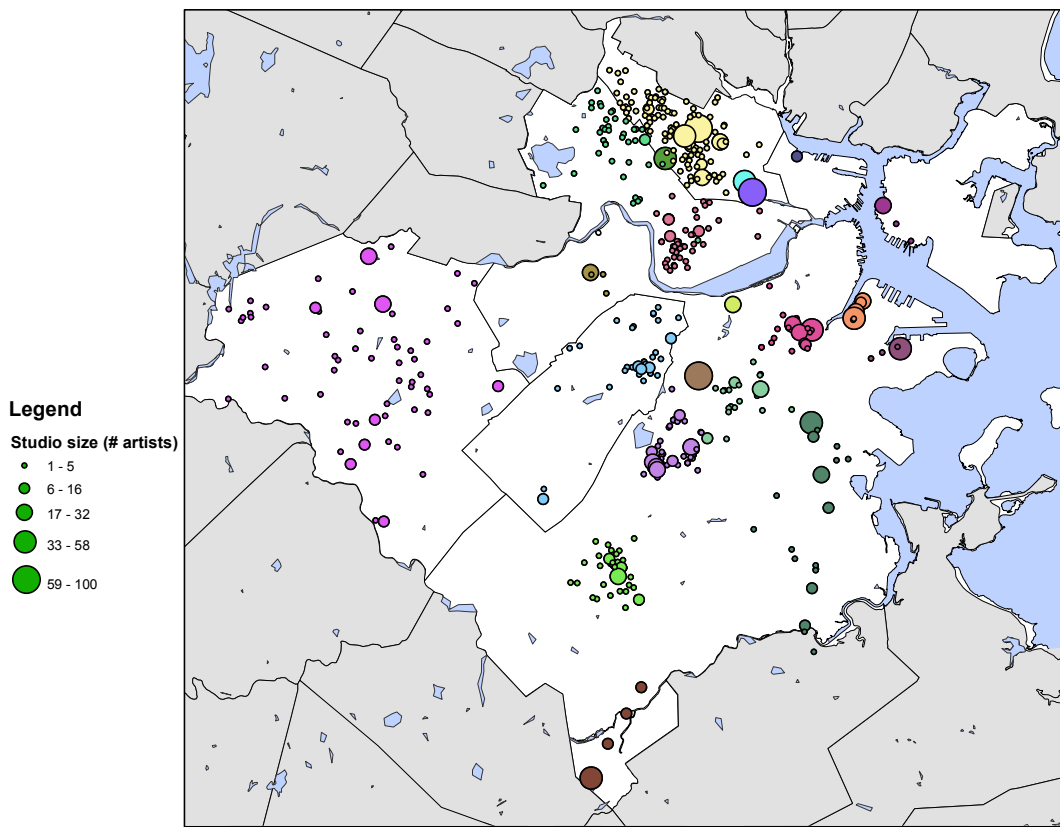 Legend
Studio size (# artists)
1 - 5
6 - 16
17 - 32
33 - 58
59 - 100